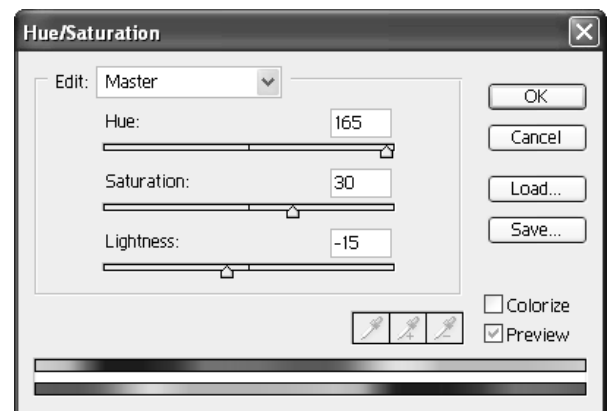 Hue/Saturation
Edit: Master
Hue: 165
Saturation: 30
Lightness: -15
OK
Cancel
Load...
Save...
Colorize
Preview